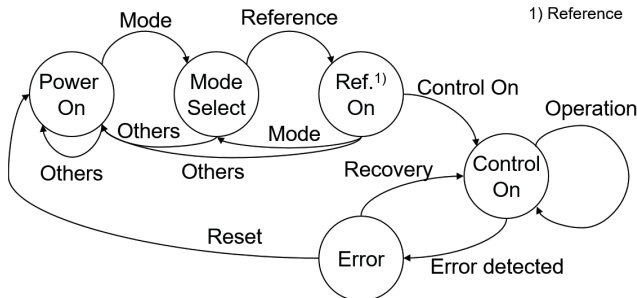 1) Reference
Mode
Reference
Power
On
Mode
Select
Ref.1)
On
Control On
Operation
Others
Mode
Others
Others
Recovery
Control
On
Reset
Error
Error detected